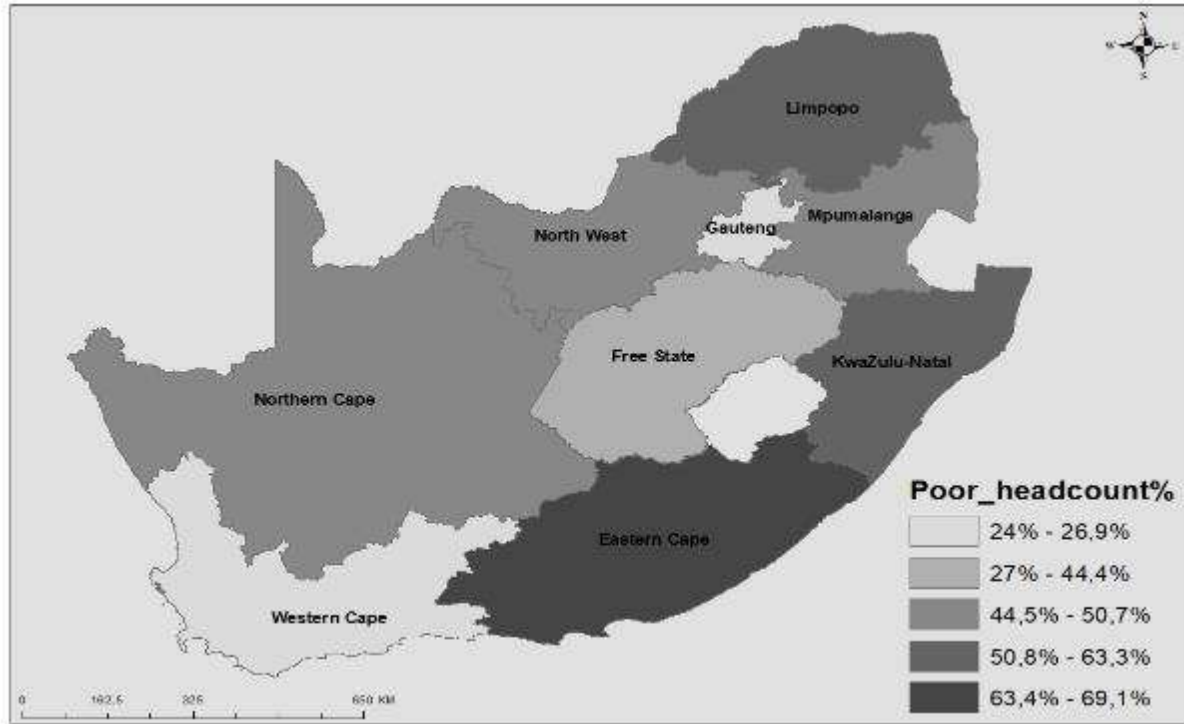 N
W
E
S
Limpopo
Mpumalanga
Gauteng
North West
Free State
KwaZulu-Natal
Northern Cape
Eastern Cape
Western Cape
Poor_headcount%
24% - 26,9%
27% - 44,4%
44,5% - 50,7%
50,8% - 63,3%
63,4% - 69,1%
0 162.5 325 650 KM